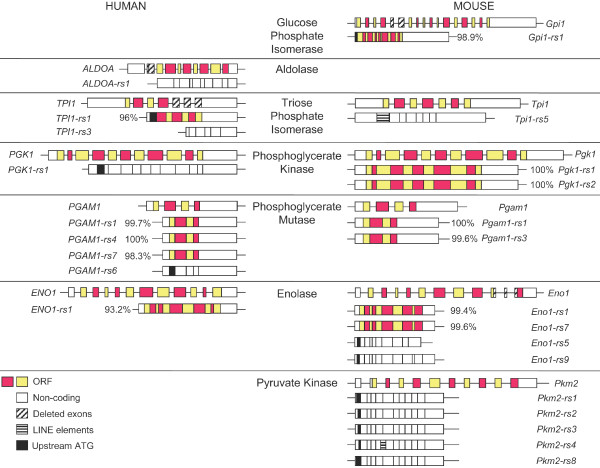 HUMAN
MOUSE
Glucose Phosphate Isomerase
Gpi1
98.9% Gpi1-rs1
ALDOA
Aldolase
ALDOA-rs1
TPI1
Triose Phosphate Isomerase
Tpi1
TPI1-rs1 96%
Tpi1-rs5
TPI1-rs3
PGK1
Phosphoglycerate Kinase
Pgk1
PGK1-rs1
100% Pgk1-rs1
100% Pgk1-rs2
PGAM1
Phosphoglycerate Mutase
Pgam1
PGAM1-rs1 99.7%
100% Pgam1-rs1
PGAM1-rs4 100%
99.6% Pgam1-rs3
PGAM1-rs7 98.3%
PGAM1-rs6
ENO1
Enolase
Eno1
ENO1-rs1 93.2%
99.4% Eno1-rs1
99.6% Eno1-rs7
Eno1-rs5
Eno1-rs9
Pyruvate Kinase
Pkm2
Pkm2-rs1
Pkm2-rs2
Pkm2-rs3
Pkm2-rs4
Pkm2-rs8
ORF
Non-coding
Deleted exons
LINE elements
Upstream ATG